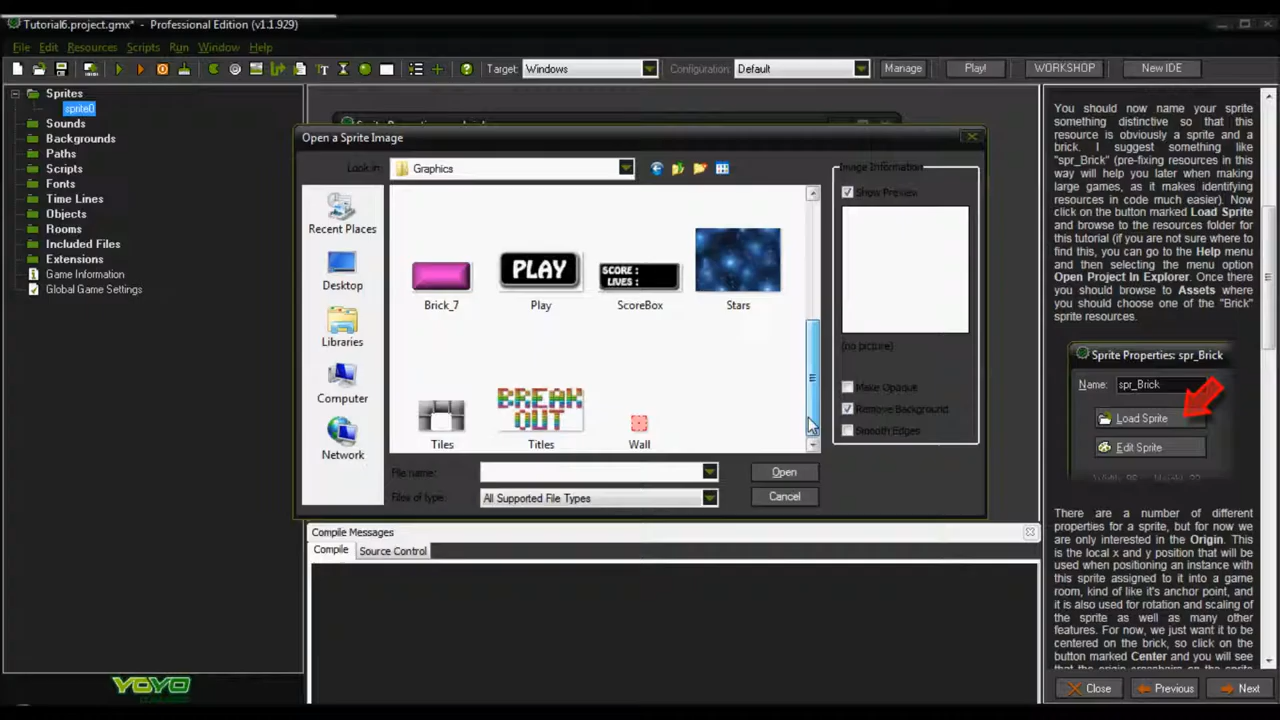 Tutorial6.project.gmx* - Professional Edition (v1.1.929)
File Edit Resources Scripts Run Window Help
Target: Windows Configuration: Default Manage Play! WORKSHOP New IDE
Sprites
sprite0
Sounds
Backgrounds
Paths
Scripts
Fonts
Time Lines
Objects
Rooms
Included Files
Extensions
Game Information
Global Game Settings
Open a Sprite Image
Look in: Graphics
Recent Places
Desktop
Libraries
Computer
Network
PLAY
SCORE :
LIVES :
Brick_7 Play ScoreBox Stars
BREAK
OUT
Tiles Titles Wall
File name: Open
Files of type: All Supported File Types Cancel
Image Information
Show Preview
(no picture)
Make Opaque
Remove Background
Smooth Edges
Compile Messages
Compile Source Control
YOYO
You should now name your sprite
something distinctive so that this
resource is obviously a sprite and a
brick. I suggest something like
"spr_Brick" (pre-fixing resources in this
way will help you later when making
large games, as it makes identifying
resources in code much easier). Now
click on the button marked Load Sprite
and browse to the resources folder for
this tutorial (if you are not sure where to
find this, you can go to the Help menu
and then selecting the menu option
Open Project In Explorer. Once there
you should browse to Assets where
you should choose one of the "Brick"
sprite resources.
Sprite Properties: spr_Brick
Name: spr_Brick
Load Sprite
Edit Sprite
There are a number of different
properties for a sprite, but for now we
are only interested in the Origin. This
is the local x and y position that will be
used when positioning an instance with
this sprite assigned to it into a game
room, kind of like it's anchor point, and
it is also used for rotation and scaling of
the sprite as well as many other
features. For now, we just want it to be
centered on the brick, so click on the
button marked Center and you will see
Close Previous Next